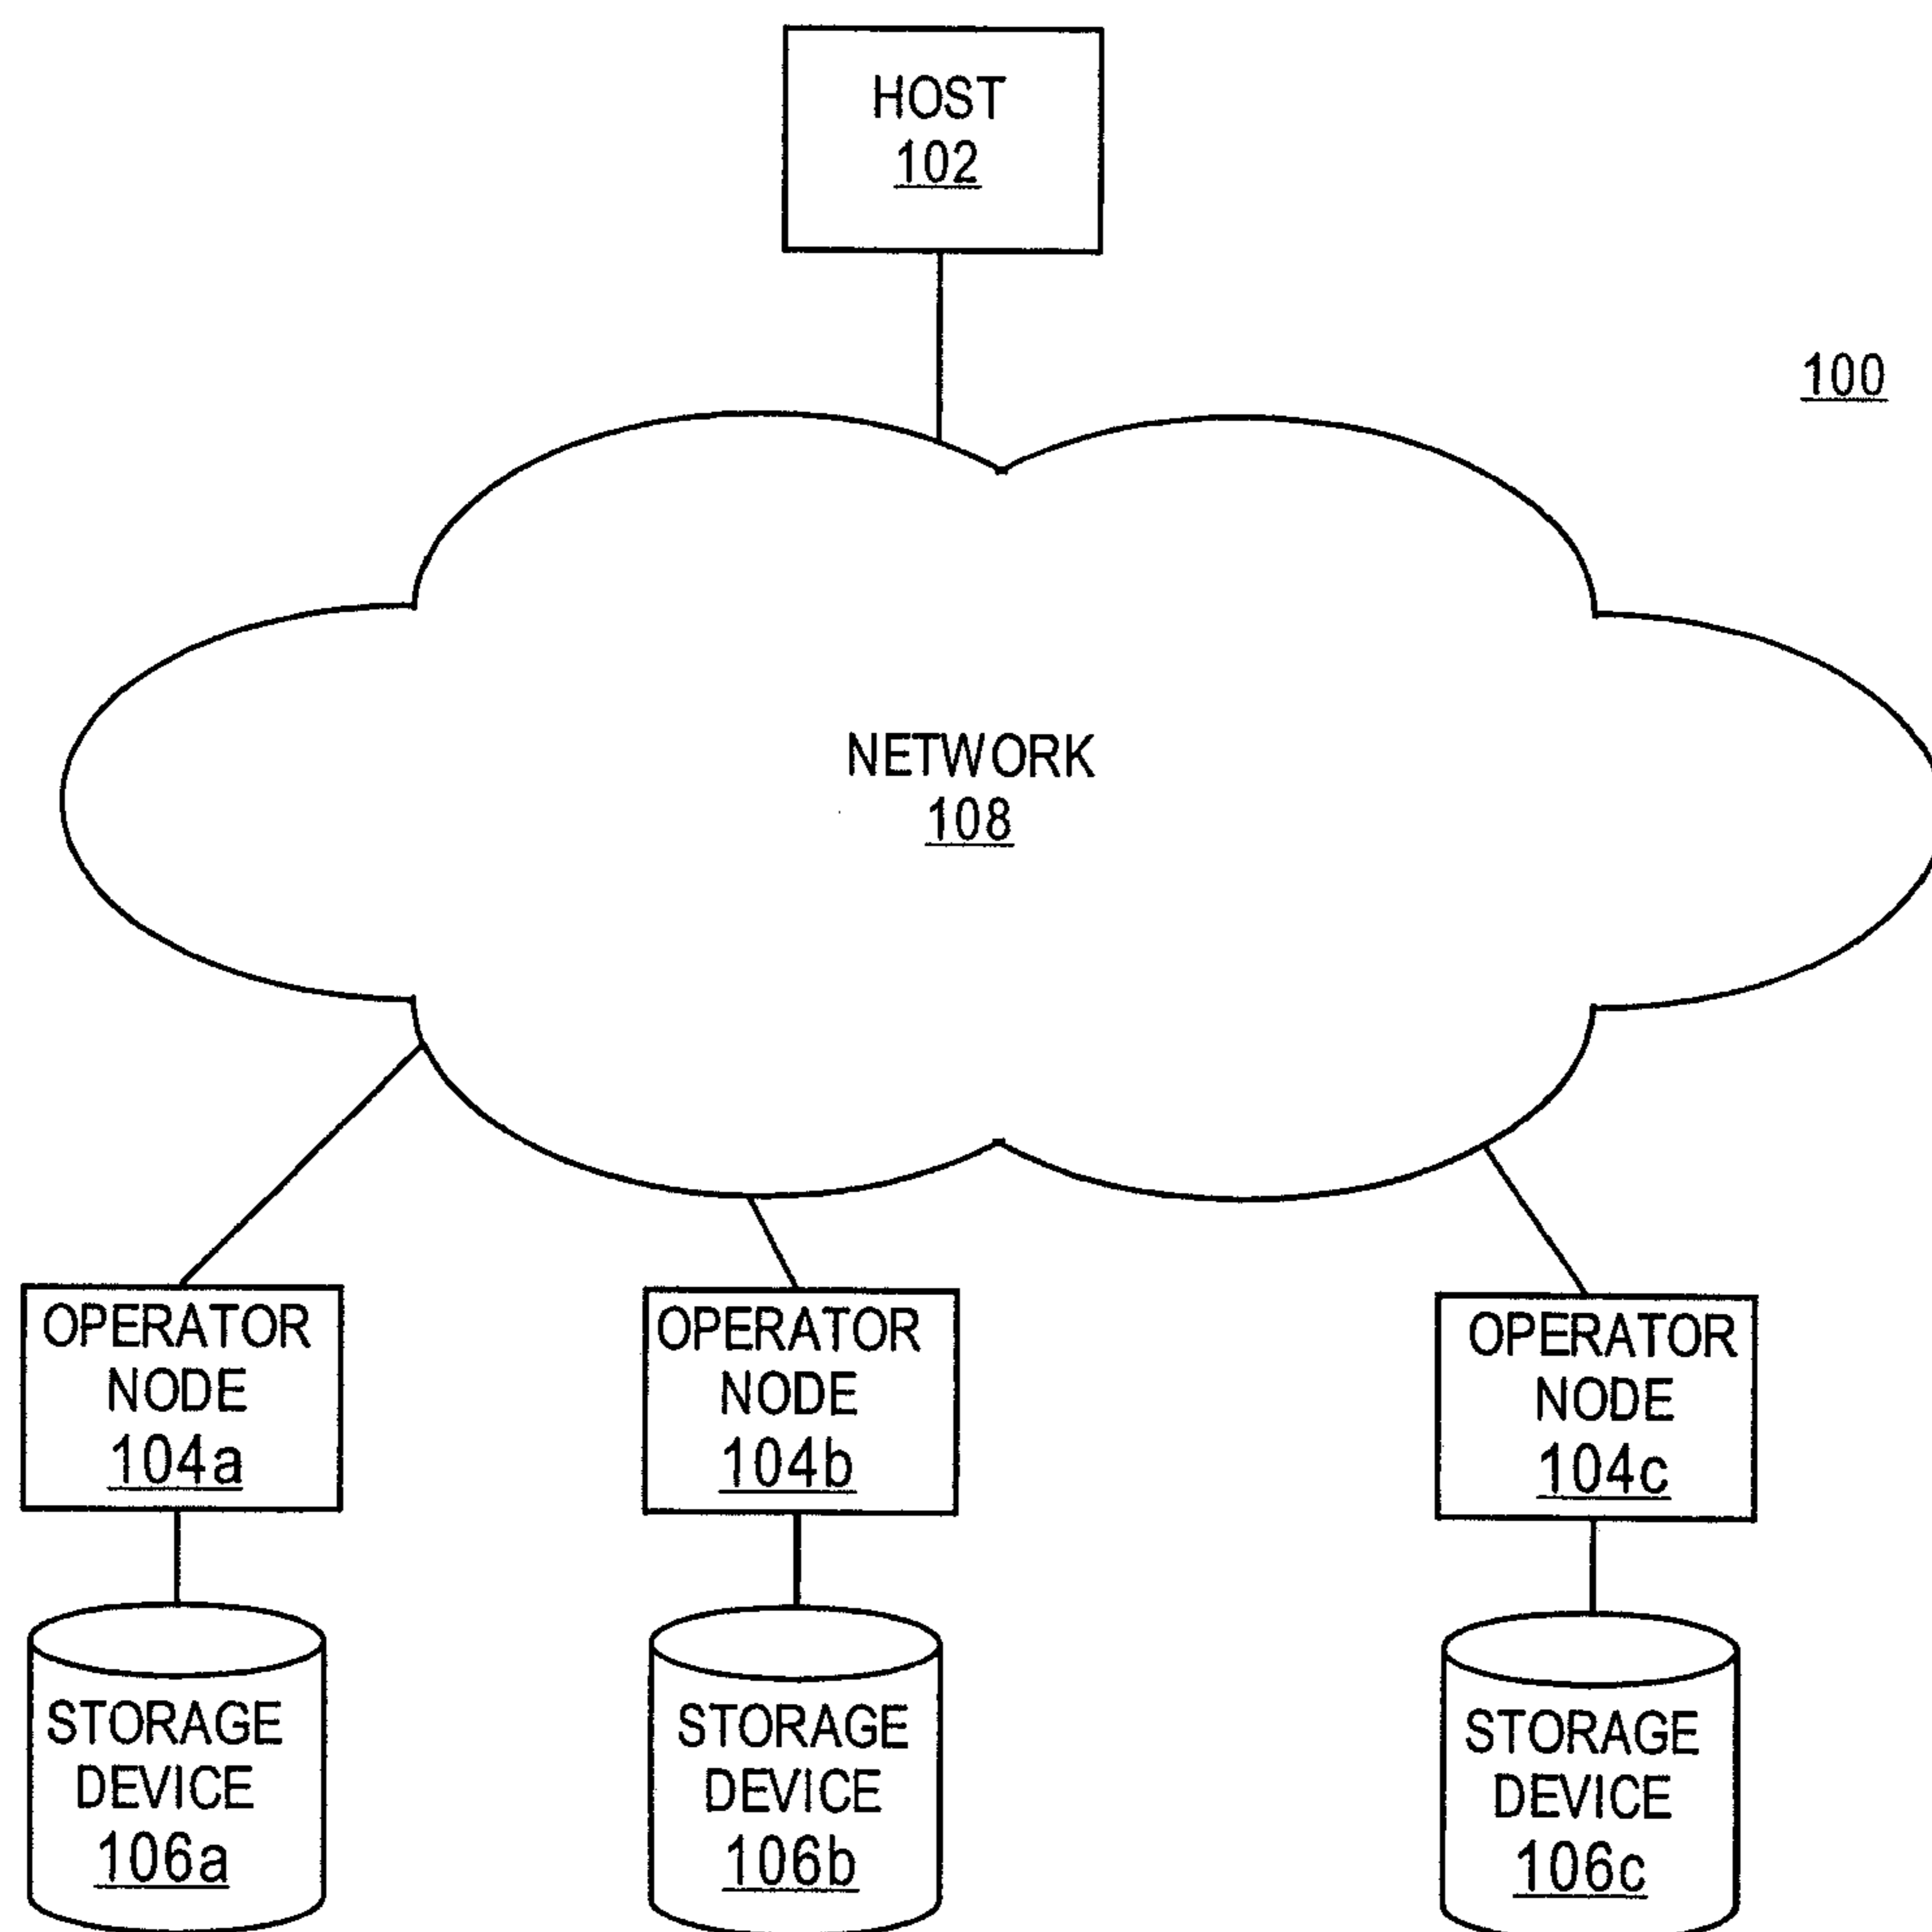 HOST
102
100
NETWORK
108
OPERATOR
NODE
104a
OPERATOR
NODE
104b
OPERATOR
NODE
104c
STORAGE
DEVICE
106a
STORAGE
DEVICE
106b
STORAGE
DEVICE
106c